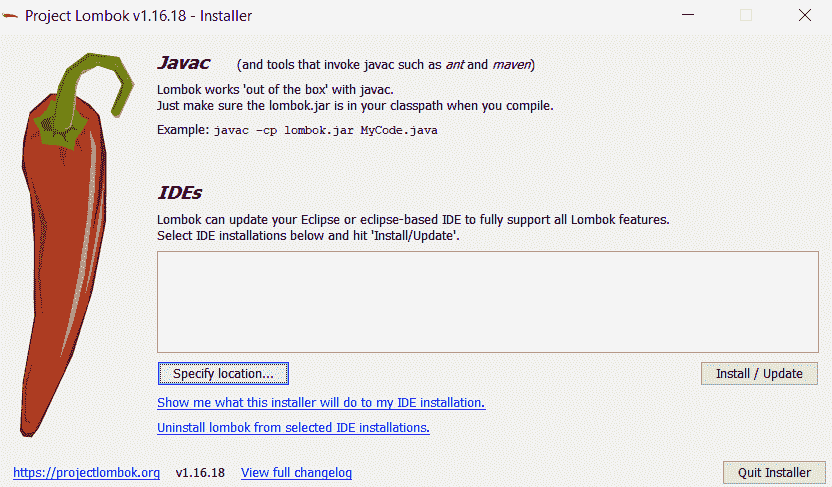 Project Lombok v1.16.18 - Installer
Javac (and tools that invoke javac such as ant and maven)
Lombok works 'out of the box' with javac.
Just make sure the lombok.jar is in your classpath when you compile.
Example: javac -cp lombok.jar MyCode.java
IDEs
Lombok can update your Eclipse or eclipse-based IDE to fully support all Lombok features.
Select IDE installations below and hit 'Install/Update'.
Specify location... Install / Update
Show me what this installer will do to my IDE installation.
Uninstall lombok from selected IDE installations.
https://projectlombok.org v1.16.18 View full changelog Quit Installer